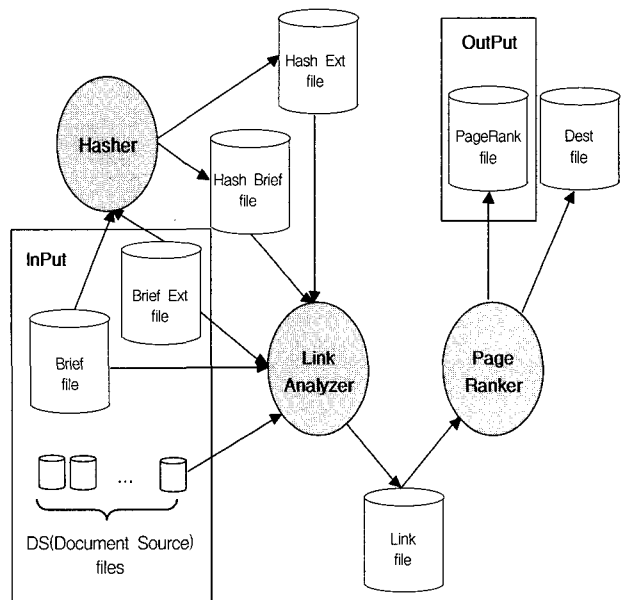 Hash Ext
file
OutPut
PageRank
file
Dest
file
Hasher
Hash Brief
file
InPut
Brief Ext
file
Brief
file
Link
Analyzer
Page
Ranker
...
DS(Document Source)
files
Link
file